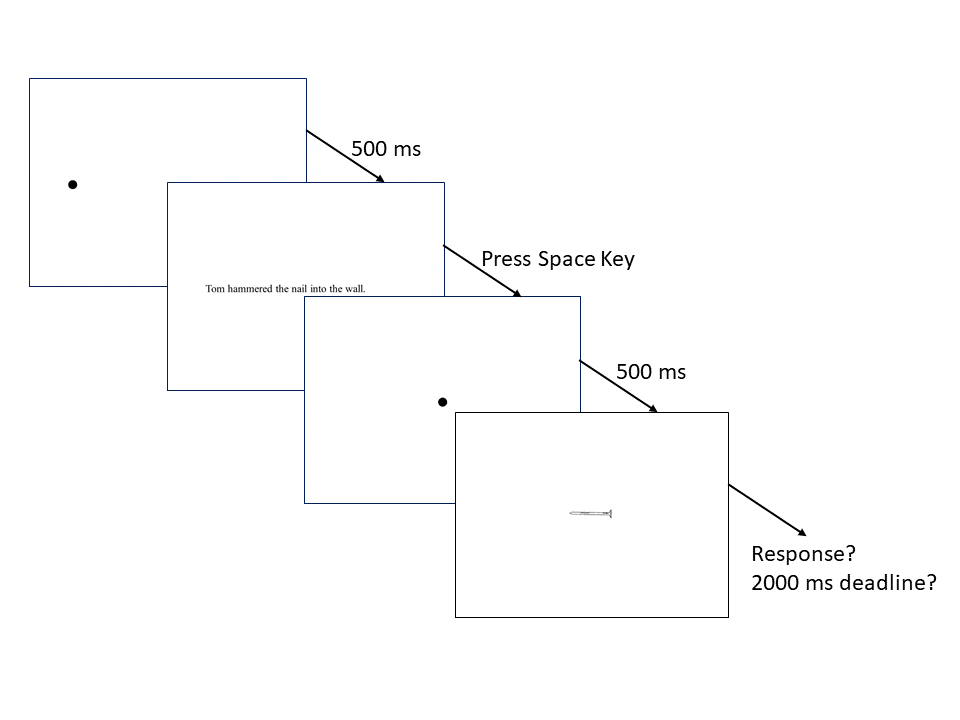 500 ms
Tom hammered the nail into the wall.
Press Space Key
500 ms
Response?
2000 ms deadline?